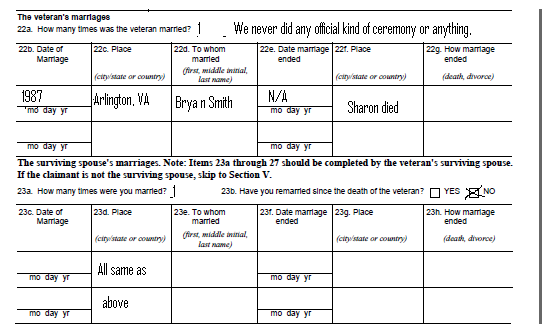 The veteran's marriages
22a. How many times was the veteran married? 1 We never did any official kind of ceremony or anything.
22b. Date of Marriage 22c. Place (city/state or country) 22d. To whom married (first, middle initial, last name) 22e. Date marriage ended 22f. Place (city/state or country) 22g. How marriage ended (death, divorce)
1987 mo day yr Arlington, VA Brya n Smith N/A mo day yr Sharon died
mo day yr mo day yr
The surviving spouse's marriages. Note: Items 23a through 27 should be completed by the veteran's surviving spouse.
If the claimant is not the surviving spouse, skip to Section V.
23a. How many times were you married? 1 23b. Have you remarried since the death of the veteran? YES NO
23c. Date of Marriage 23d. Place (city/state or country) 23e. To whom married (first, middle initial, last name) 23f. Date marriage ended 23g. Place (city/state or country) 23h. How marriage ended (death, divorce)
mo day yr All same as mo day yr
mo day yr above mo day yr